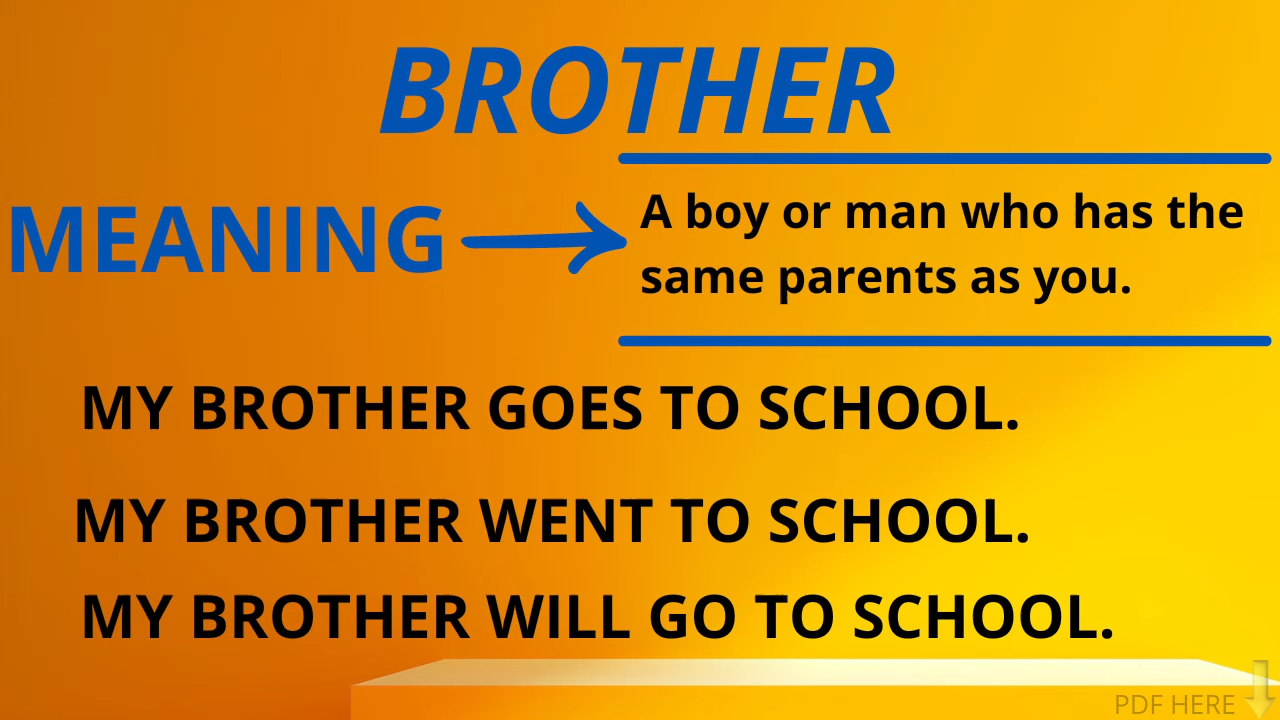 BROTHER
MEANING
A boy or man who has the
same parents as you.
MY BROTHER GOES TO SCHOOL.
MY BROTHER WENT TO SCHOOL.
MY BROTHER WILL GO TO SCHOOL.
PDF HERE